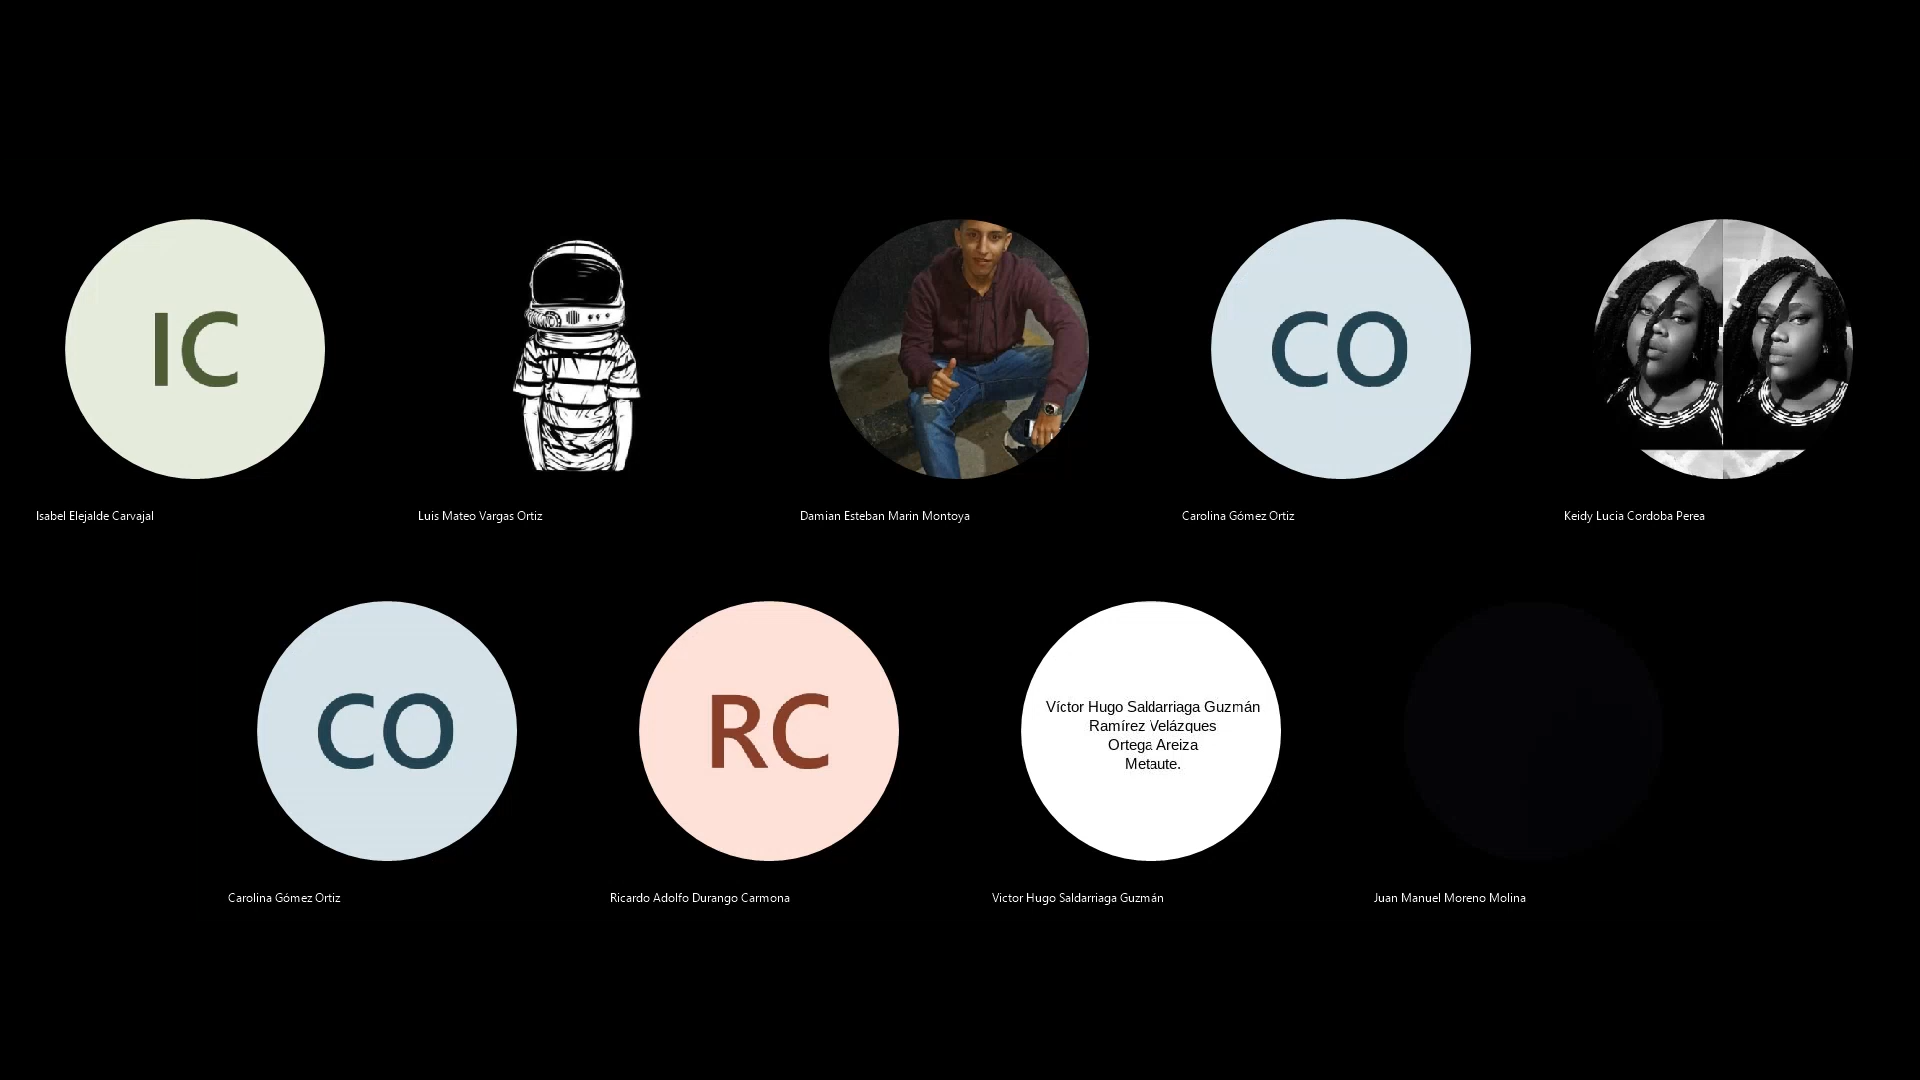 IC
CO
Isabel Elejalde Carvajal
Luis Mateo Vargas Ortiz
Damian Esteban Marin Montoya
Carolina Gómez Ortiz
Keidy Lucia Cordoba Perea
CO
RC
Víctor Hugo Saldarriaga Guzmán
Ramírez Velázques
Ortega Areiza
Metaute.
Carolina Gómez Ortiz
Ricardo Adolfo Durango Carmona
Victor Hugo Saldarriaga Guzmán
Juan Manuel Moreno Molina